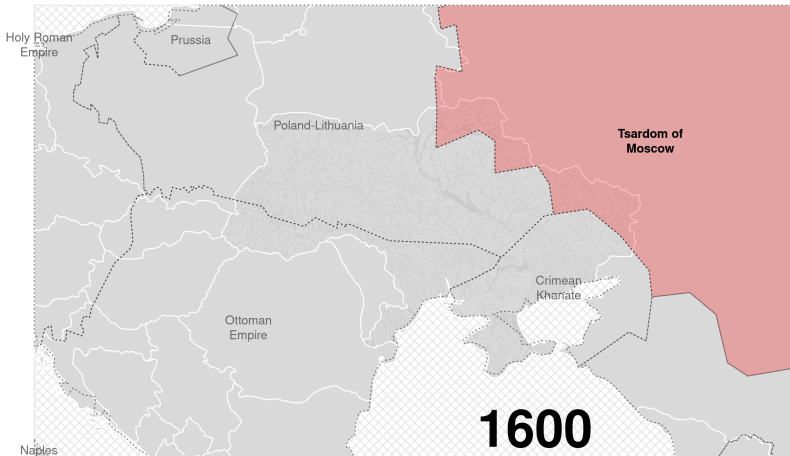 Holy Roman
Empire
Prussia
Poland-Lithuania
Tsardom of
Moscow
Crimean
Khanate
Ottoman
Empire
1600
Naples